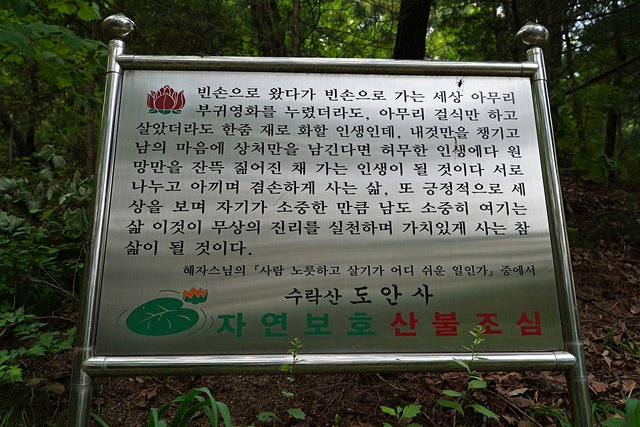 빈손으로 왔다가 빈손으로 가는 세상 아무리
부귀영화를 누렸더라도, 아무리 걸식만 하고
살았더라도 한줌 재로 화할 인생인데, 내것만을 챙기고
남의 마음에 상처만을 남긴다면 허무한 인생에다 원
망만을 잔뜩 짊어진 채 가는 인생이 될 것이다 서로
나누고 아끼며 겸손하게 사는 삶, 또 긍정적으로 세
상을 보며 자기가 소중한 만큼 남도 소중히 여기는
삶 이것이 무상의 진리를 실천하며 가치있게 사는 참
삶이 될 것이다.
혜자스님의 『사람 노릇하고 살기가 어디 쉬운 일인가』 중에서
수락산 도안사
자연보호 산불조심